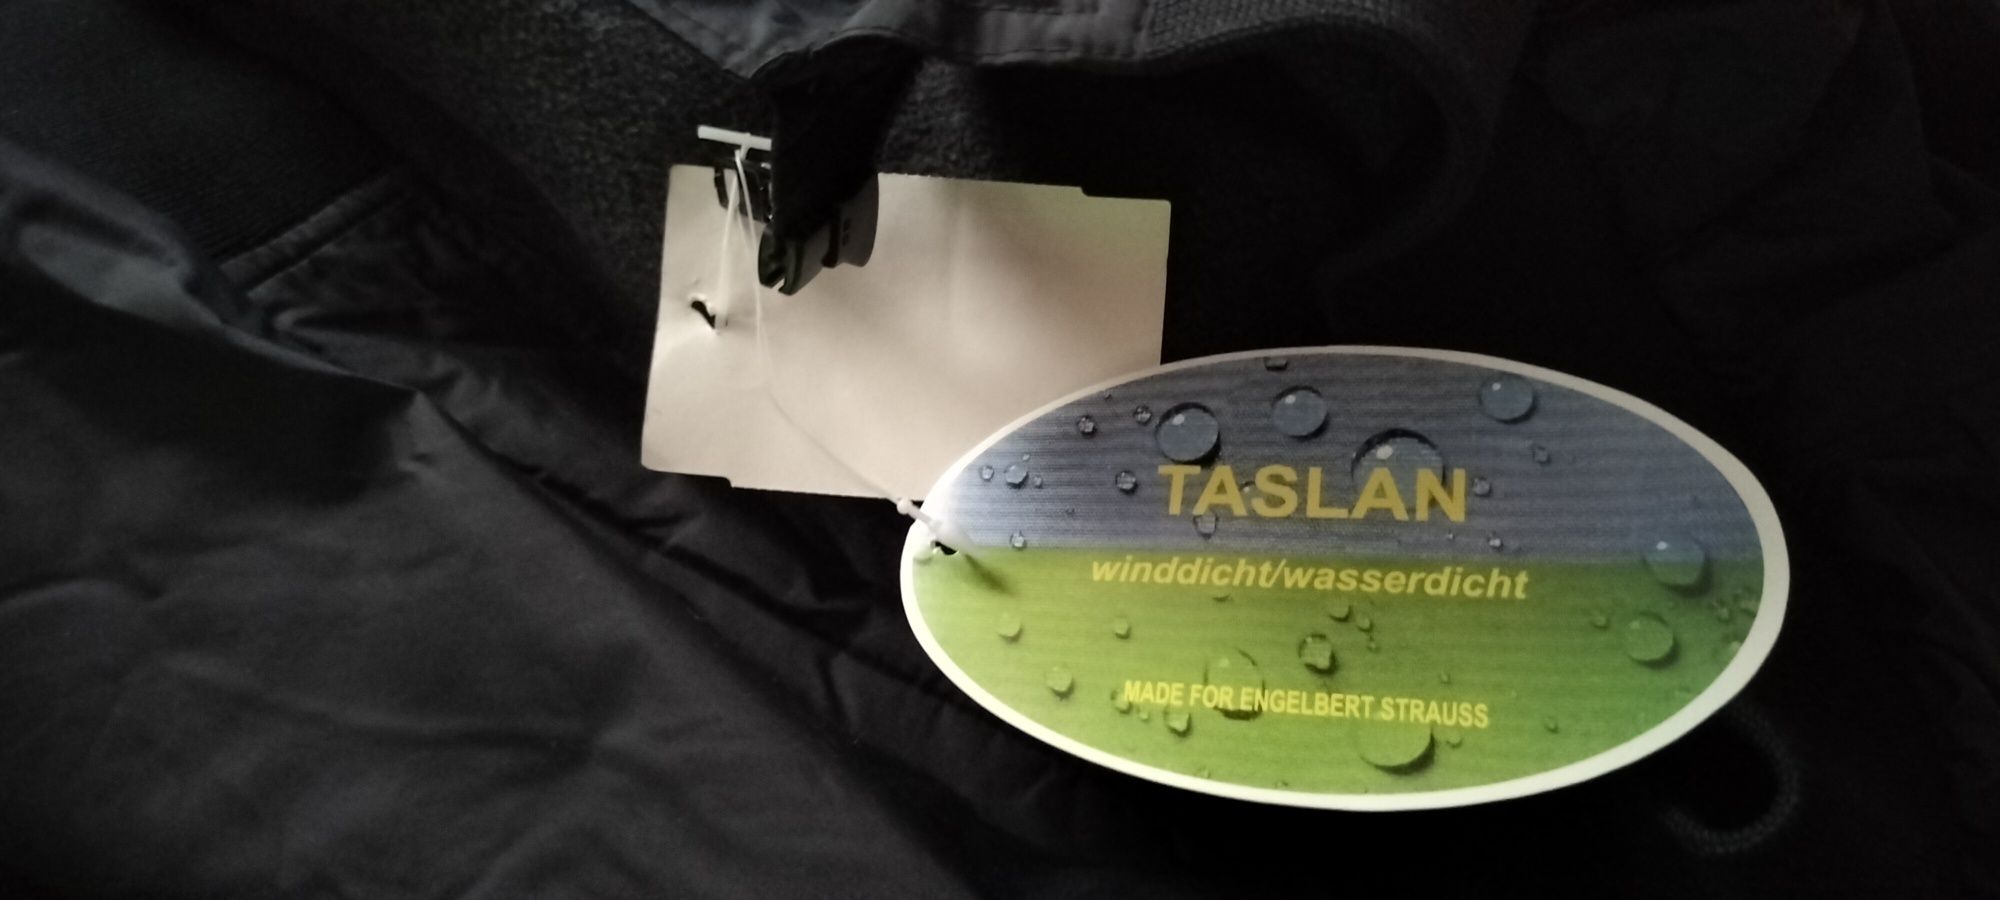 TASLAN
winddicht/wasserdicht
MADE FOR ENGELBERT STRAUSS